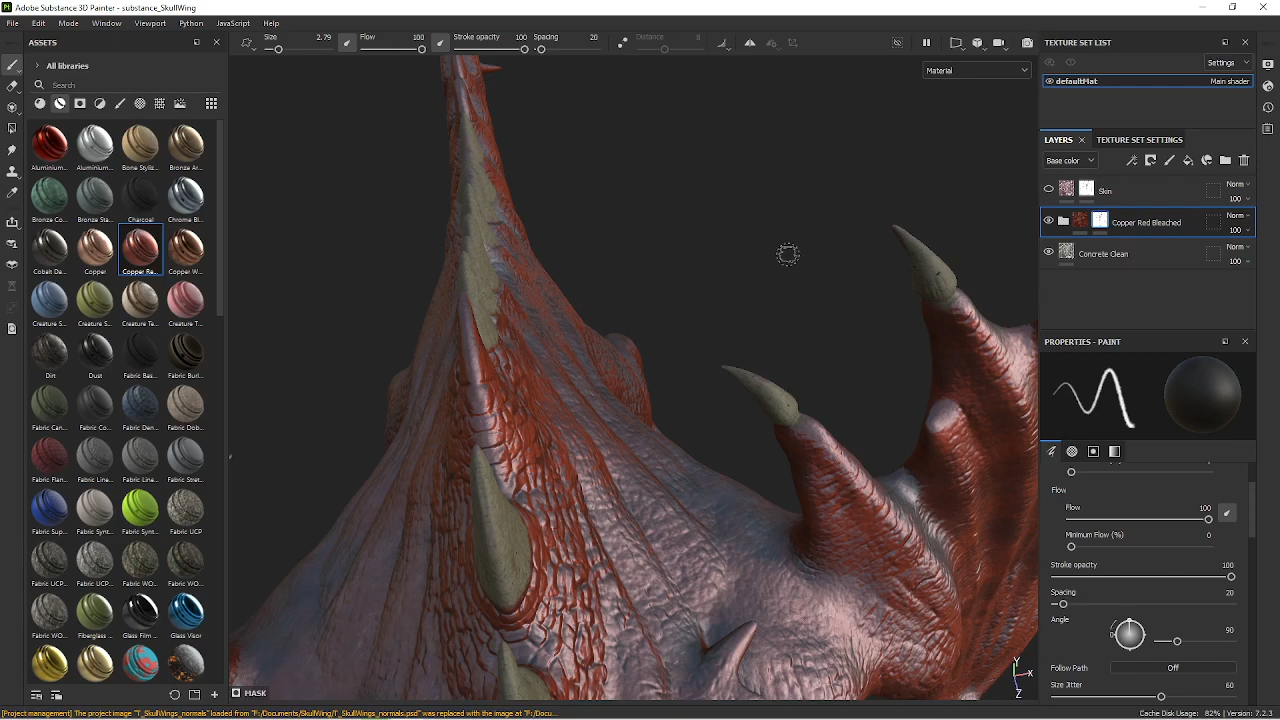 Adobe Substance 3D Painter - substance_SkullWing
File Edit Mode Window Viewport Python JavaScript Help
ASSETS
Size 2.79 Flow 100 Stroke opacity 100 Spacing 20 Distance 8
All libraries
Search
Aluminium... Aluminium... Bone Styliz... Bronze Ar...
Bronze Co... Bronze Sta... Charcoal Chrome Bl...
Cobalt De... Copper Copper Re... Copper W...
Creature S... Creature S... Creature Te... Creature T...
Dirt Dust Fabric Bas... Fabric Burl...
Fabric Can... Fabric Co... Fabric Den... Fabric Dob...
Fabric Flan... Fabric Line... Fabric Line... Fabric Stret...
Fabric Sup... Fabric Synt... Fabric Synt... Fabric UCP
Fabric UCP... Fabric UCP... Fabric WO... Fabric WO...
Fabric WO... Fiberglass ... Glass Film ... Glass Visor
Material
MASK
Y
X
Z
TEXTURE SET LIST
Settings
defaultMat Main shader
LAYERS TEXTURE SET SETTINGS
Base color
Skin Norm 100
Copper Red Bleached Norm 100
Concrete Clean Norm 100
PROPERTIES - PAINT
Flow
Flow 100
Minimum Flow (%) 0
Stroke opacity 100
Spacing 20
Angle 90
Follow Path Off
Size Jitter 60
[Project management] The project image "T_SkullWings_normals" loaded from "F:/Documents/SkullWing/T_SkullWings_normals.psd" was replaced with the image at "F:/Docu...
Cache Disk Usage: 82% | Version: 7.2.3